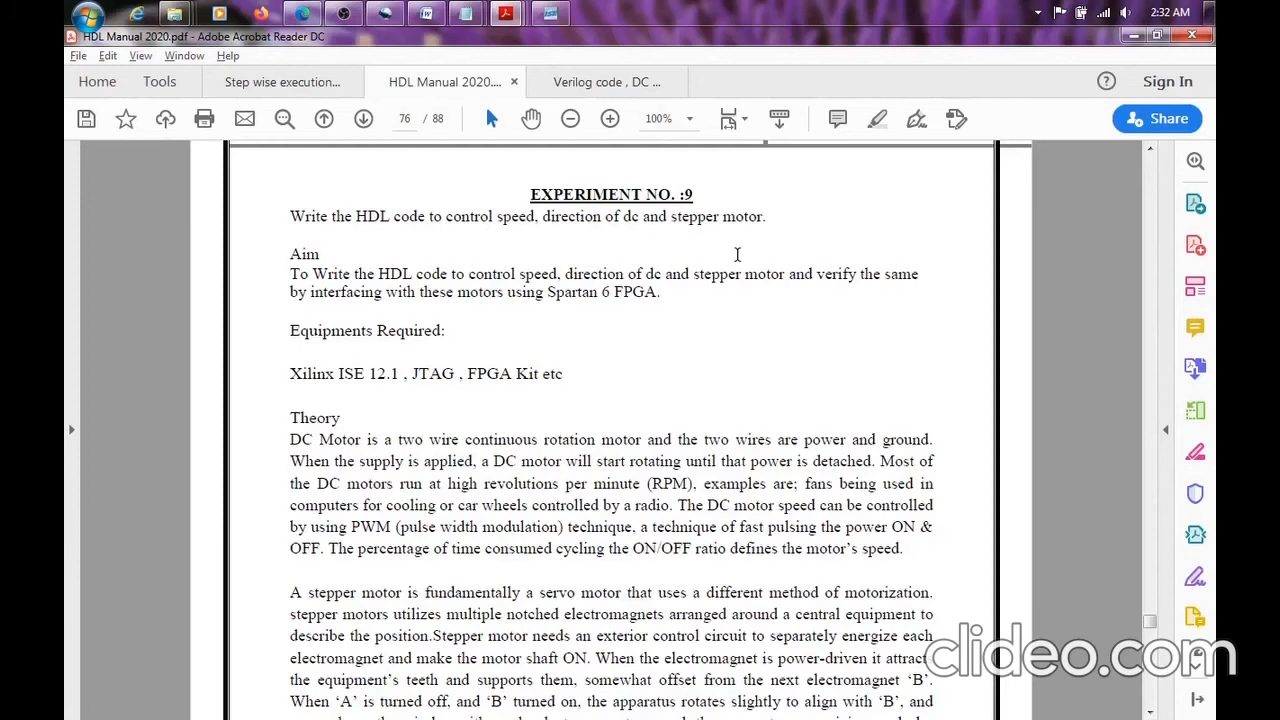 2:32 AM
HDL Manual 2020.pdf - Adobe Acrobat Reader DC
File Edit View Window Help
Home Tools Step wise execution... HDL Manual 2020.... × Verilog code , DC ... Sign In
76 / 88 100% Share
EXPERIMENT NO. :9
Write the HDL code to control speed, direction of dc and stepper motor.
Aim
To Write the HDL code to control speed, direction of dc and stepper motor and verify the same
by interfacing with these motors using Spartan 6 FPGA.
Equipments Required:
Xilinx ISE 12.1 , JTAG , FPGA Kit etc
Theory
DC Motor is a two wire continuous rotation motor and the two wires are power and ground.
When the supply is applied, a DC motor will start rotating until that power is detached. Most of
the DC motors run at high revolutions per minute (RPM), examples are; fans being used in
computers for cooling or car wheels controlled by a radio. The DC motor speed can be controlled
by using PWM (pulse width modulation) technique, a technique of fast pulsing the power ON &
OFF. The percentage of time consumed cycling the ON/OFF ratio defines the motor's speed.
A stepper motor is fundamentally a servo motor that uses a different method of motorization.
stepper motors utilizes multiple notched electromagnets arranged around a central equipment to
describe the position.Stepper motor needs an exterior control circuit to separately energize each
electromagnet and make the motor shaft ON. When the electromagnet is power-driven it attracts
the equipment's teeth and supports them, somewhat offset from the next electromagnet 'B'.
When 'A' is turned off, and 'B' turned on, the apparatus rotates slightly to align with 'B', and
clideo.com